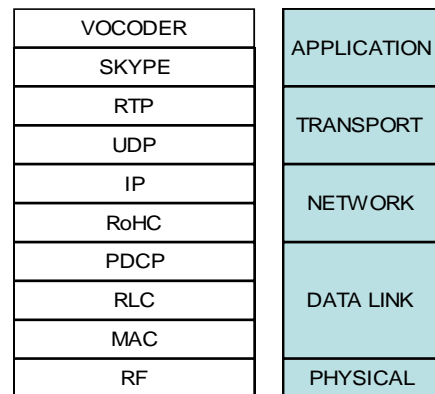 VOCODER
SKYPE
RTP
UDP
IP
RoHC
PDCP
RLC
MAC
RF
APPLICATION
TRANSPORT
NETWORK
DATA LINK
PHYSICAL